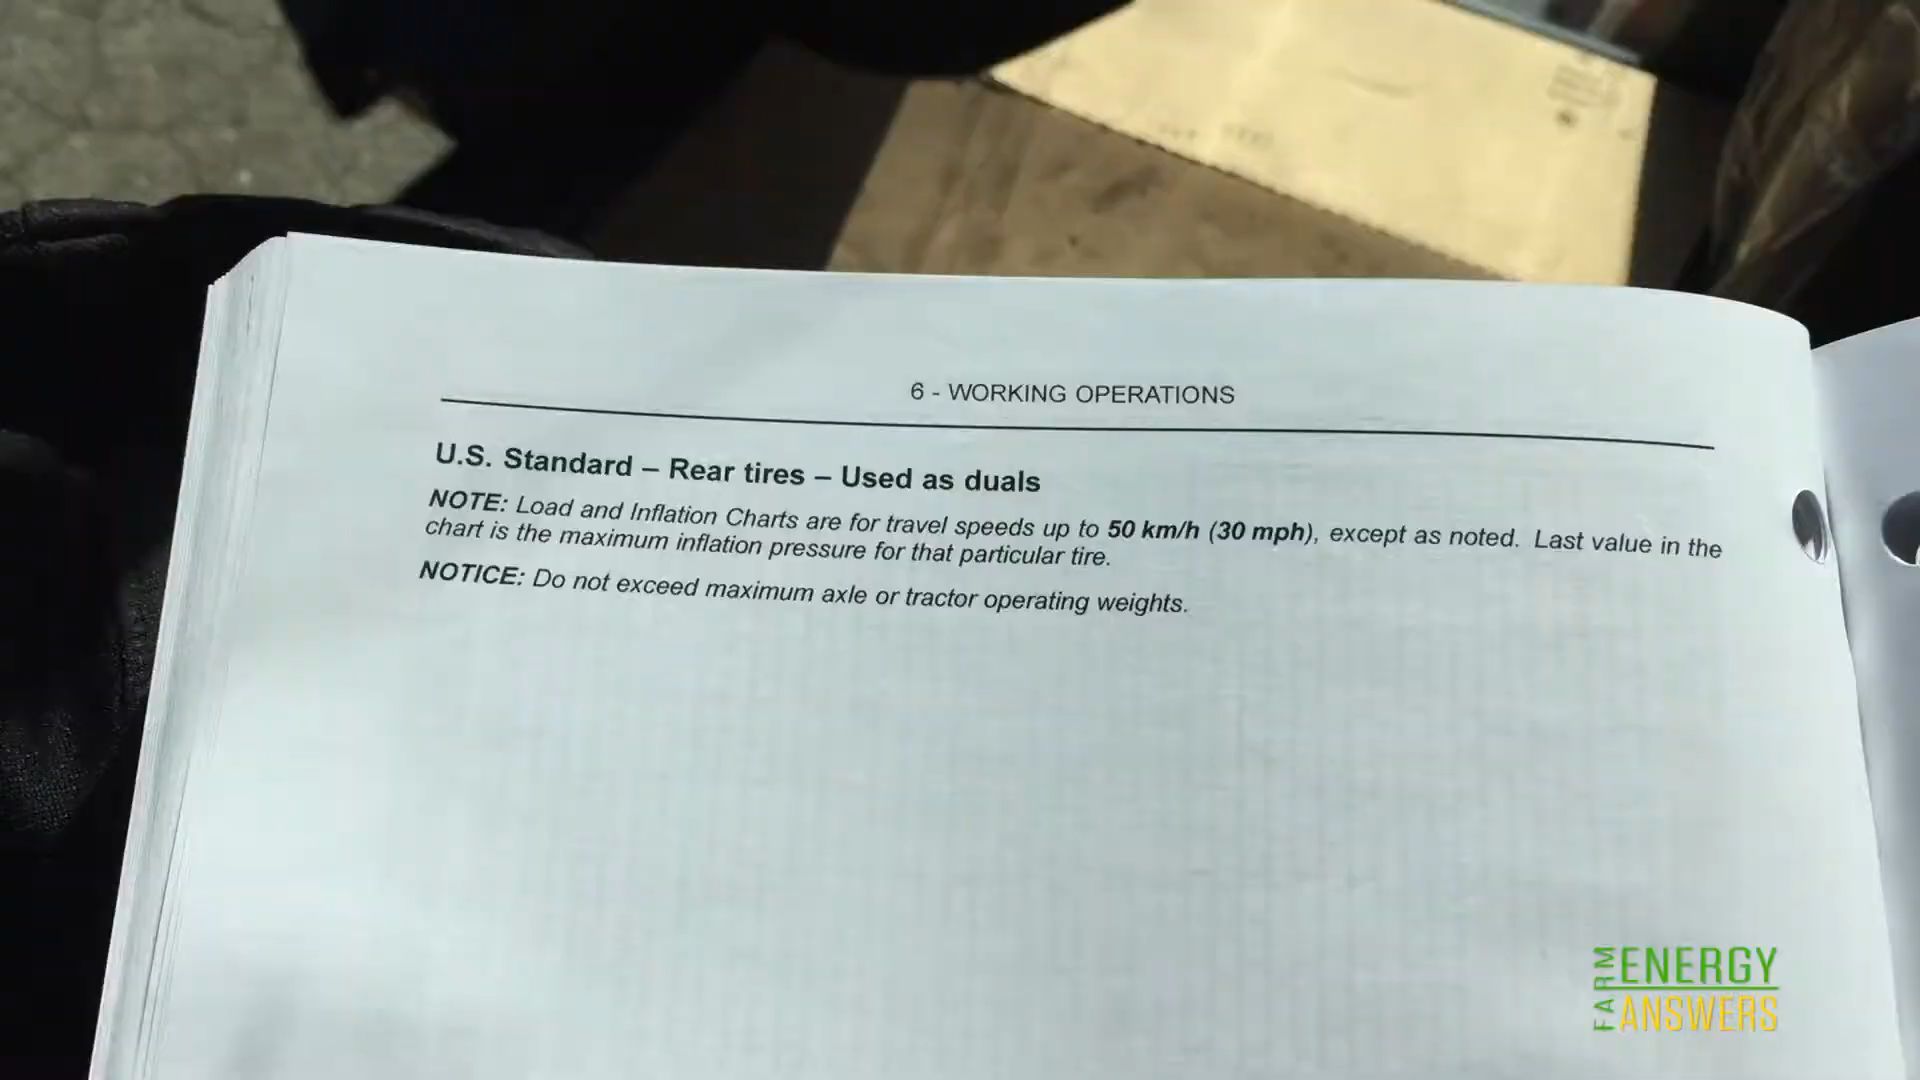 6 - WORKING OPERATIONS
U.S. Standard – Rear tires – Used as duals
NOTE: Load and Inflation Charts are for travel speeds up to 50 km/h (30 mph), except as noted. Last value in the
chart is the maximum inflation pressure for that particular tire.
NOTICE: Do not exceed maximum axle or tractor operating weights.
FARM ENERGY
ANSWERS